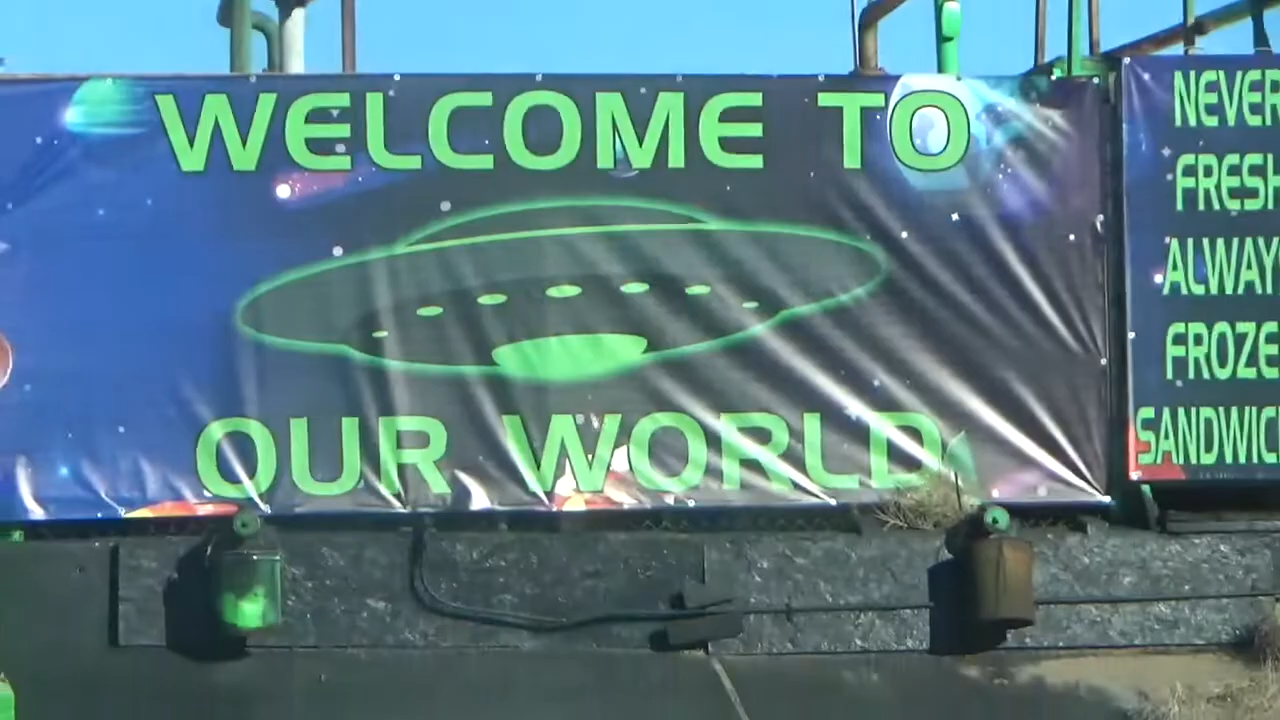 WELCOME TO
OUR WORLD
NEVER
FRESH
ALWAYS
FROZE
SANDWIC